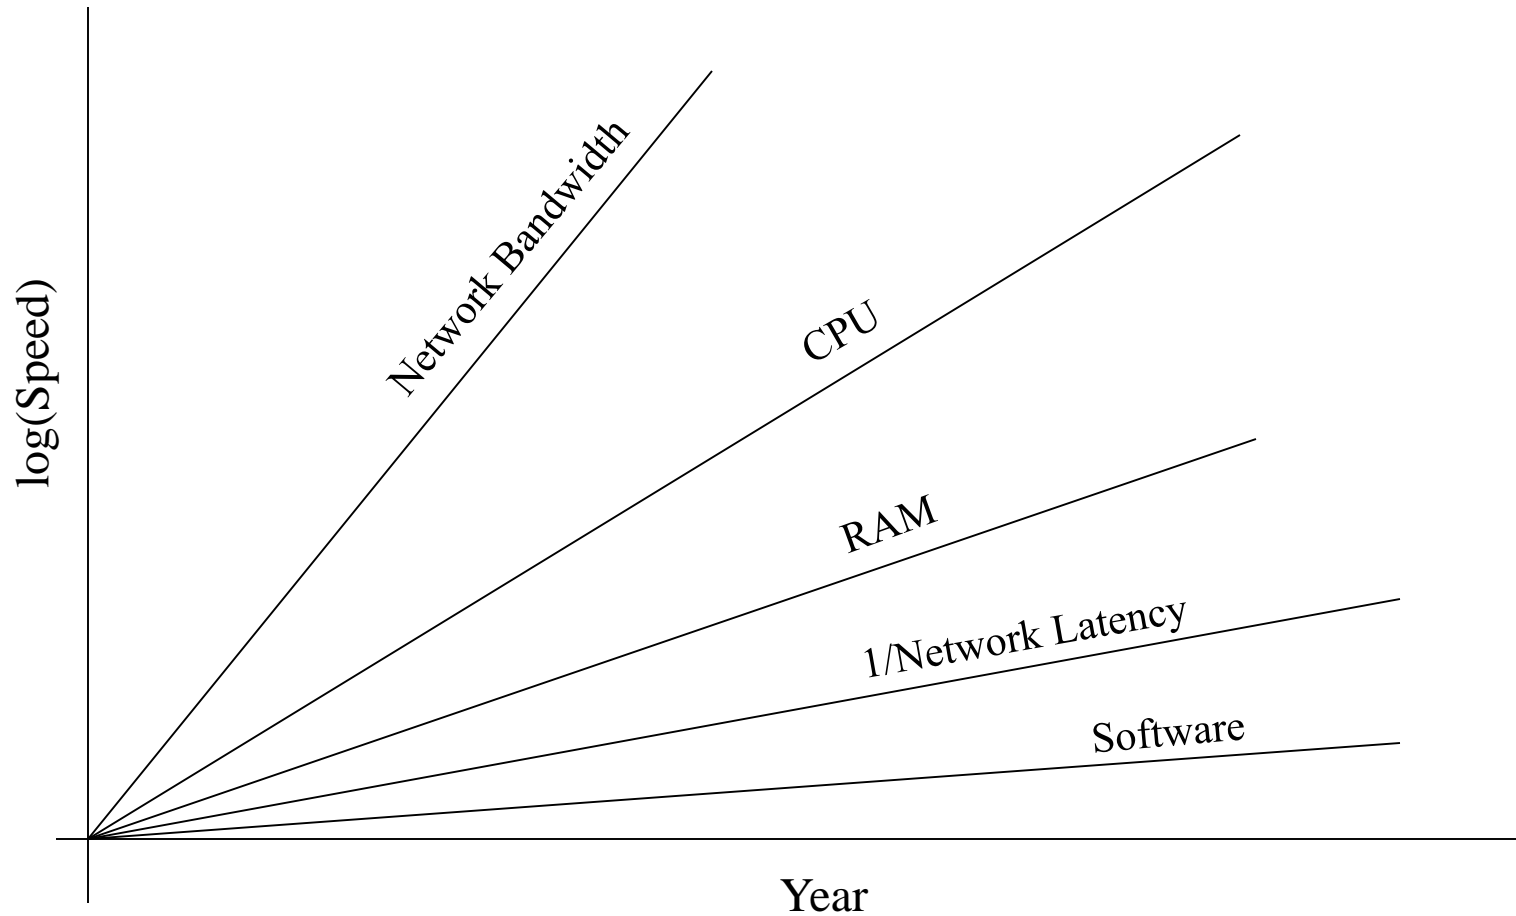 Network Bandwidth
CPU
log(Speed)
RAM
1/Network Latency
Software
Year